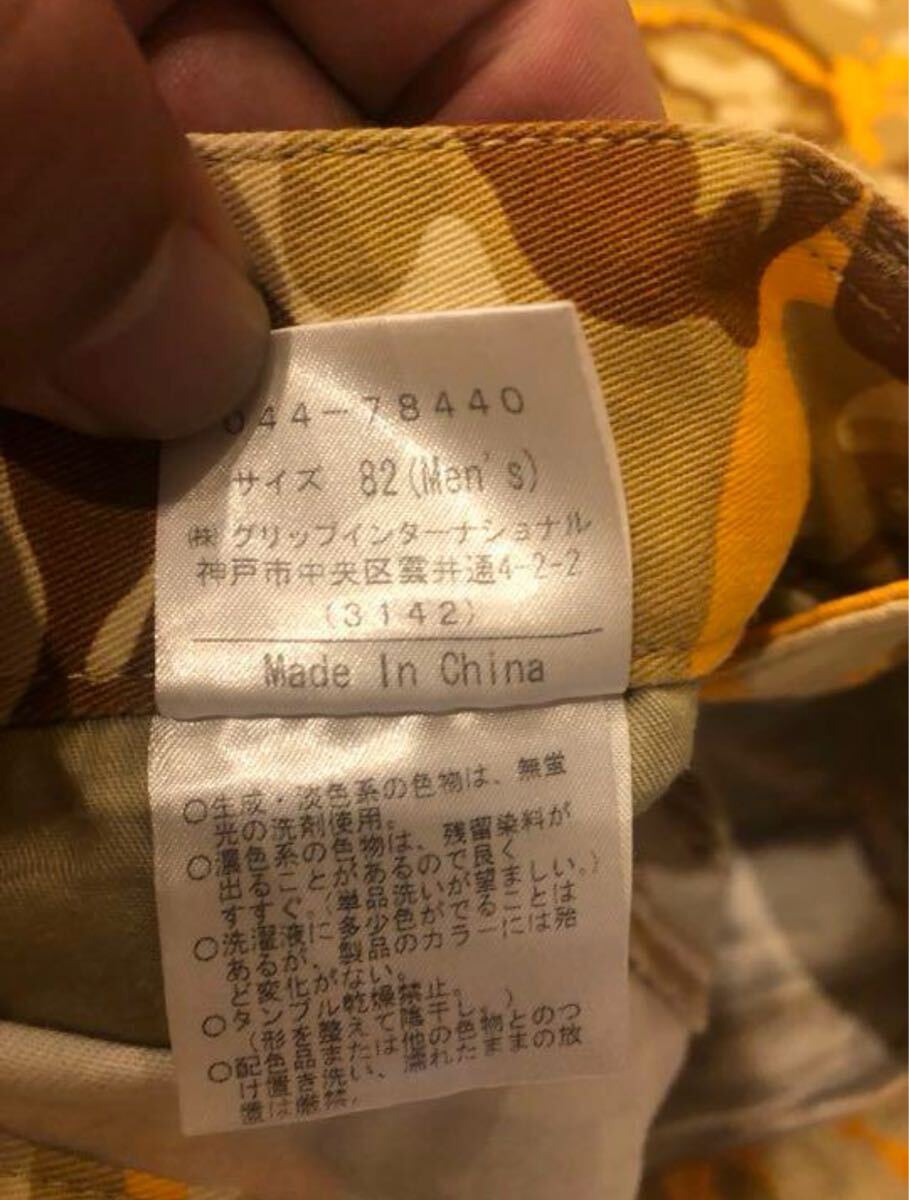 644-78440
サイズ 82(Men's)
㈱グリップインターナショナル
神戸市中央区雲井通4-2-2
(3142)
Made In China
○生成・淡色系の色物は、無蛍
光の洗剤使用。
○濃色系の色物は、残留染料が
出ることがあるので良く
すすぐ。(単品洗いが望ましい。)
○洗濯液に多少色がでることは
あるが、製品のカラーには殆
ど変化がない。
○タンブル乾燥禁止。
(形を整えて陰干し。)
○配色品または他の色物とのつ
け置き洗い、濡れたままの放
置は厳禁。